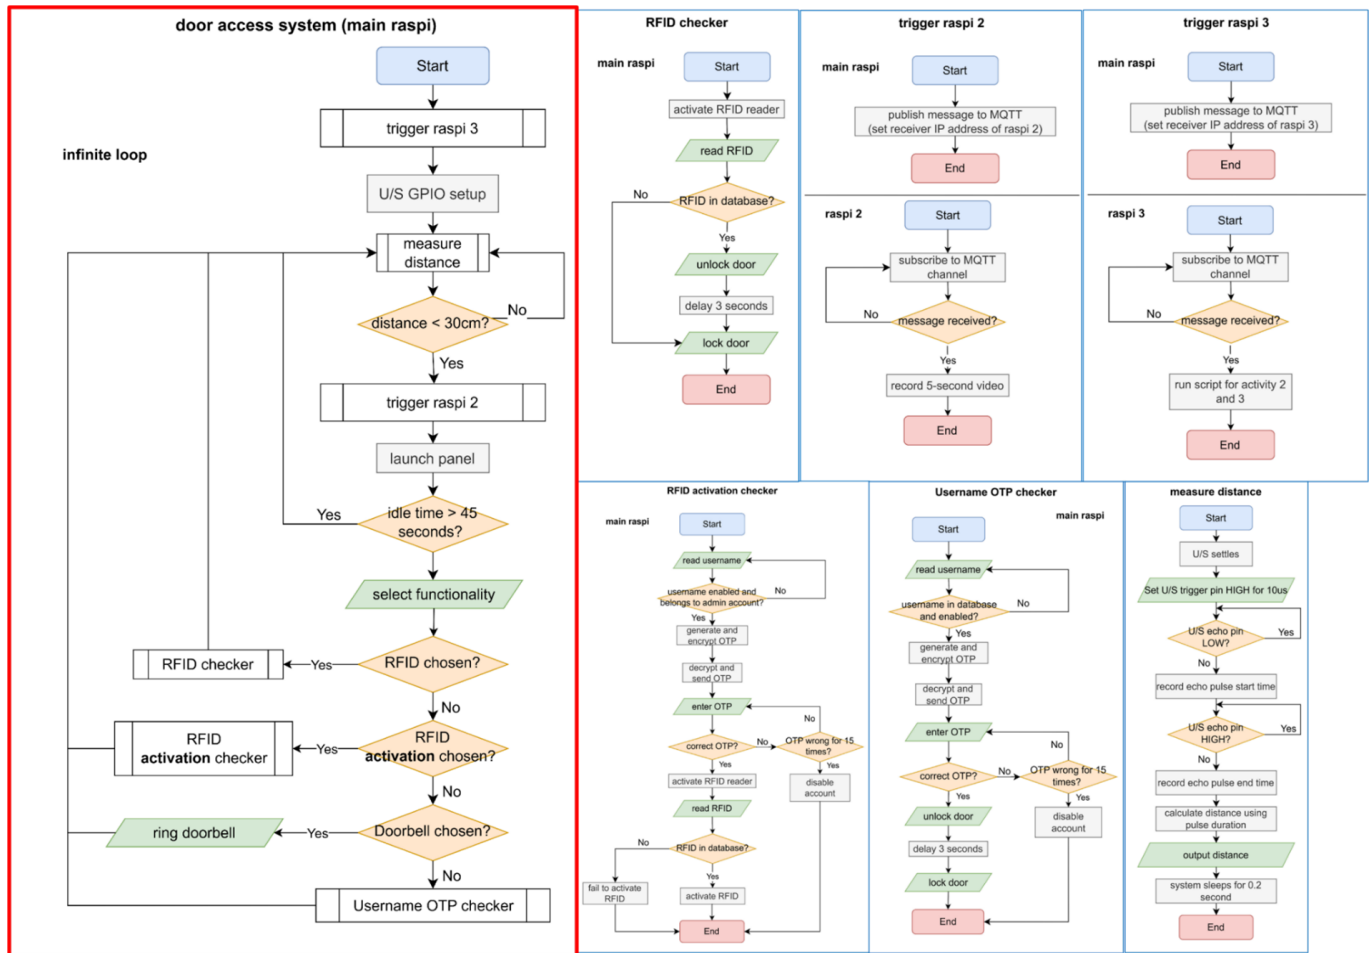 door access system (main raspi)
Start
trigger raspi 3
infinite loop
U/S GPIO setup
measure
distance
No
distance < 30cm?
Yes
trigger raspi 2
launch panel
Yes
idle time > 45
seconds?
select functionality
RFID checker
Yes
RFID chosen?
No
RFID
activation checker
Yes
RFID
activation chosen?
No
ring doorbell
Yes
Doorbell chosen?
No
Username OTP checker
RFID checker
main raspi
Start
activate RFID reader
read RFID
No
RFID in database?
Yes
unlock door
delay 3 seconds
lock door
End
trigger raspi 2
main raspi
Start
publish message to MQTT
(set receiver IP address of raspi 2)
End
raspi 2
Start
subscribe to MQTT
channel
No
message received?
Yes
record 5-second video
End
trigger raspi 3
main raspi
Start
publish message to MQTT
(set receiver IP address of raspi 3)
End
raspi 3
Start
subscribe to MQTT
channel
No
message received?
Yes
run script for activity 2
and 3
End
RFID activation checker
main raspi
Start
read username
username enabled and
belongs to admin account?
No
Yes
generate and
encrypt OTP
decrypt and
send OTP
enter OTP
No
correct OTP?
No
OTP wrong for 15
times?
Yes
Yes
activate RFID reader
disable
account
read RFID
No
RFID in database?
Yes
fail to activate
RFID
activate RFID
End
Username OTP checker
main raspi
Start
read username
username in database
and enabled?
No
Yes
generate and
encrypt OTP
decrypt and
send OTP
enter OTP
No
correct OTP?
No
OTP wrong for 15
times?
Yes
Yes
unlock door
disable
account
delay 3 seconds
lock door
End
measure distance
Start
U/S settles
Set U/S trigger pin HIGH for 10us
U/S echo pin
LOW?
Yes
No
record echo pulse start time
U/S echo pin
HIGH?
Yes
No
record echo pulse end time
calculate distance using
pulse duration
output distance
system sleeps for 0.2
second
End